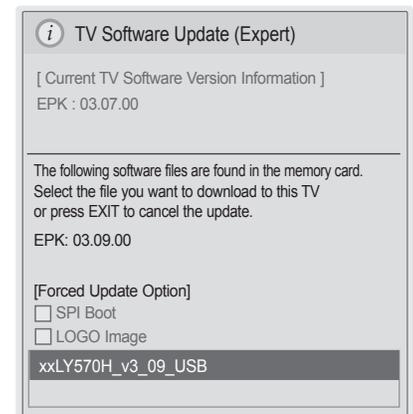 i TV Software Update (Expert)
[ Current TV Software Version Information ]
EPK : 03.07.00
The following software files are found in the memory card.
Select the file you want to download to this TV
or press EXIT to cancel the update.
EPK: 03.09.00
[Forced Update Option]
SPI Boot
LOGO Image
xxLY570H_v3_09_USB